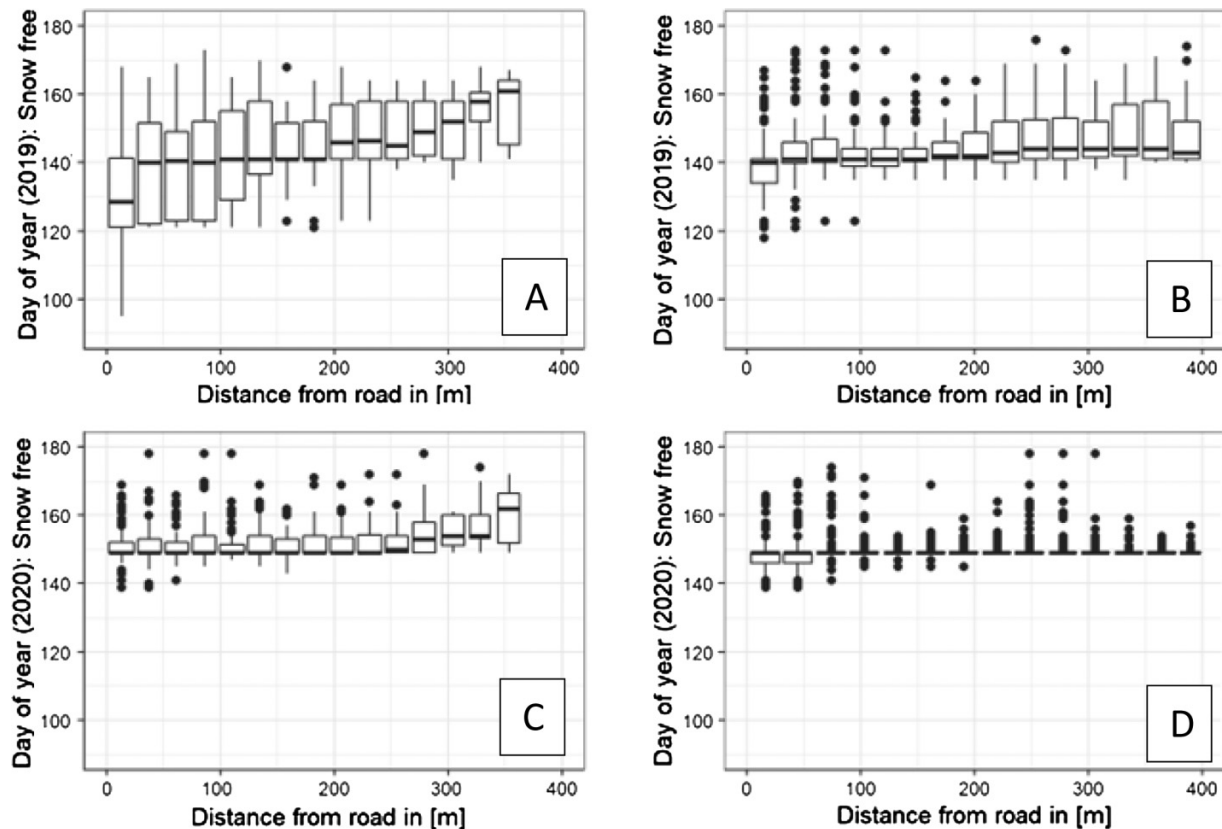 Day of year (2019): Snow free
180
160
140
120
100
A
0 100 200 300 400
Distance from road in [m]
Day of year (2019): Snow free
180
160
140
120
100
B
0 100 200 300 400
Distance from road in [m]
Day of year (2020): Snow free
180
160
140
120
100
C
0 100 200 300 400
Distance from road in [m]
Day of year (2020): Snow free
180
160
140
120
100
D
0 100 200 300 400
Distance from road in [m]